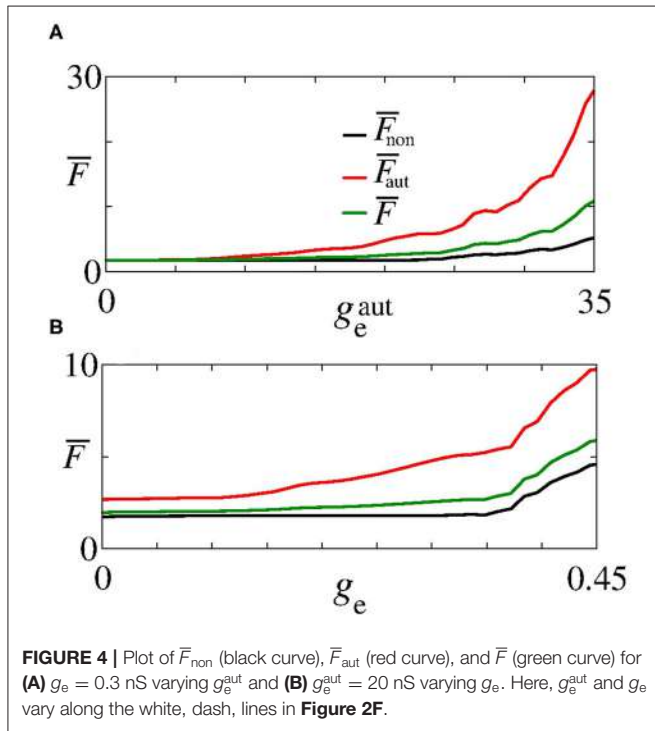 A
30
F̅
F̅non
F̅aut
F̅
0
0
g_e^aut
35
B
10
F̅
0
0
g_e
0.45
FIGURE 4 | Plot of F̅non (black curve), F̅aut (red curve), and F̅ (green curve) for
(A) g_e = 0.3 nS varying g_e^aut and (B) g_e^aut = 20 nS varying g_e. Here, g_e^aut and g_e
vary along the white, dash, lines in Figure 2F.